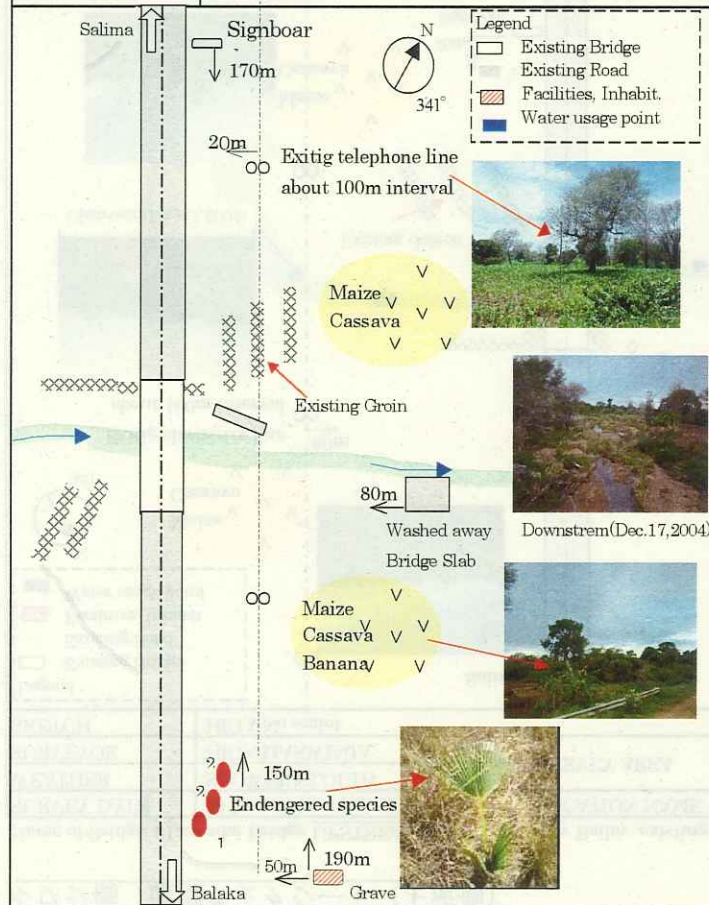 Salima
Signboar
170m
N
341°
Legend
Existing Bridge
Existing Road
Facilities, Inhabit.
Water usage point
20m
Exitig telephone line
about 100m interval
Maize
Cassava
Existing Groin
80m
Washed away
Bridge Slab
Downstrem(Dec.17,2004)
Maize
Cassava
Banana
2
150m
2
Endangered species
1
190m
50m
Balaka
Grave